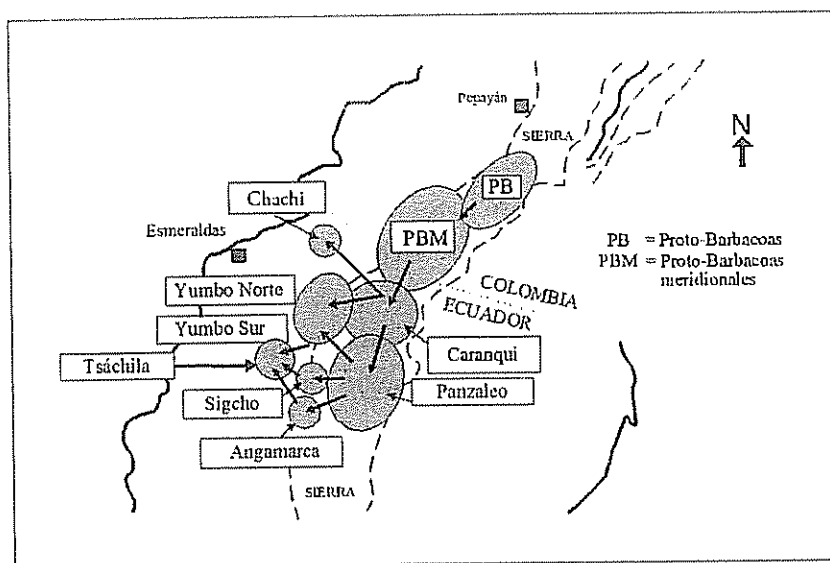 Popayán
SIERRA
N
PB
Chachi
PBM
Esmeraldas
PB = Proto-Barbacoas
PBM = Proto-Barbacoas
meridionales
COLOMBIA
ECUADOR
Yumbo Norte
Yumbo Sur
Caranqui
Tsáchila
Panzaleo
Sigcho
Angamarca
SIERRA